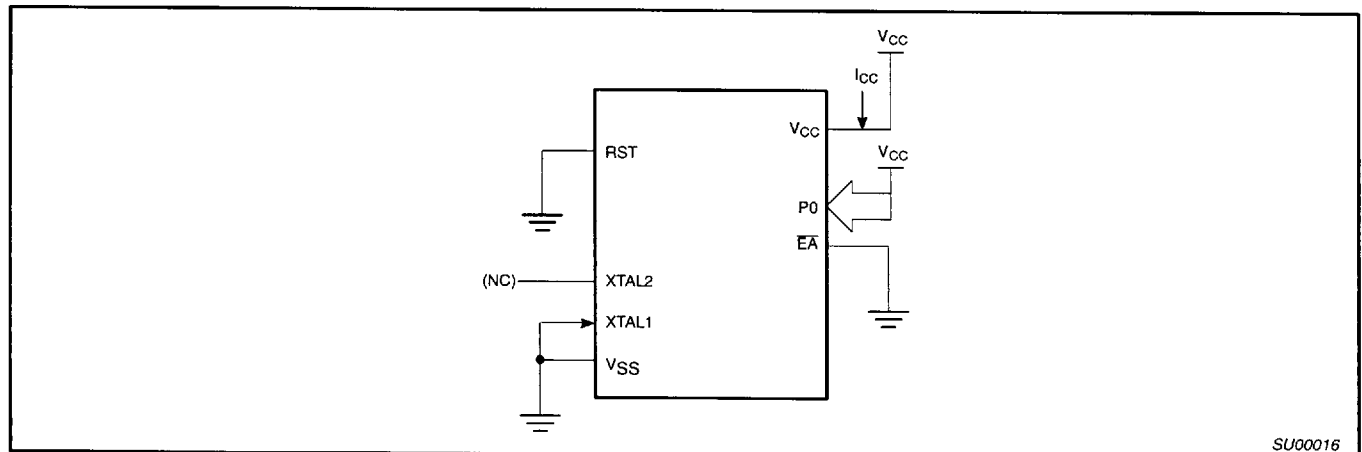 VCC
ICC
VCC
RST
VCC
P0
EA
(NC)
XTAL2
XTAL1
VSS
SU00016